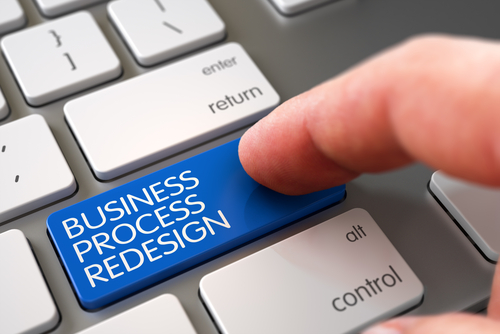 }
]
|
\
enter
return
BUSINESS
PROCESS
REDESIGN
alt
control